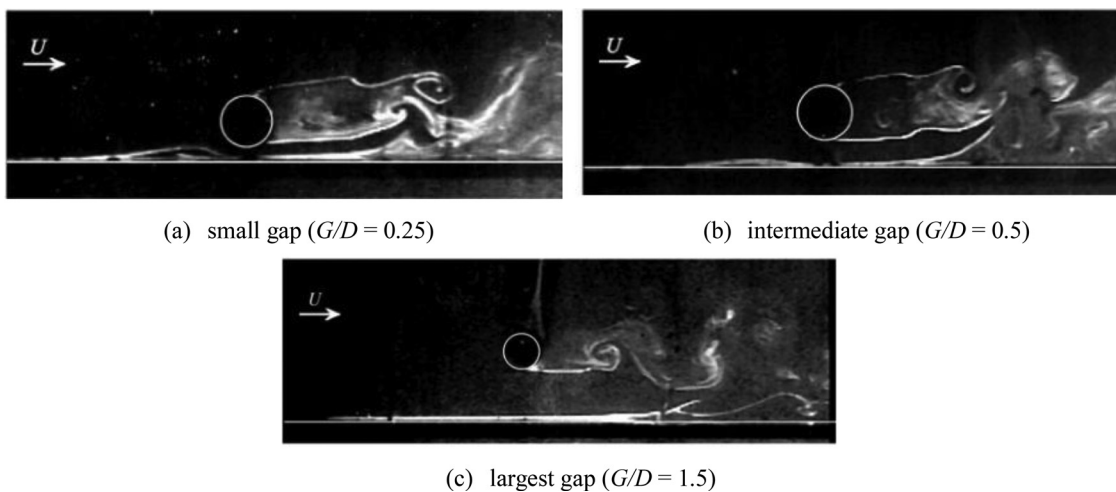 U
U
(a) small gap (G/D = 0.25)
(b) intermediate gap (G/D = 0.5)
U
(c) largest gap (G/D = 1.5)